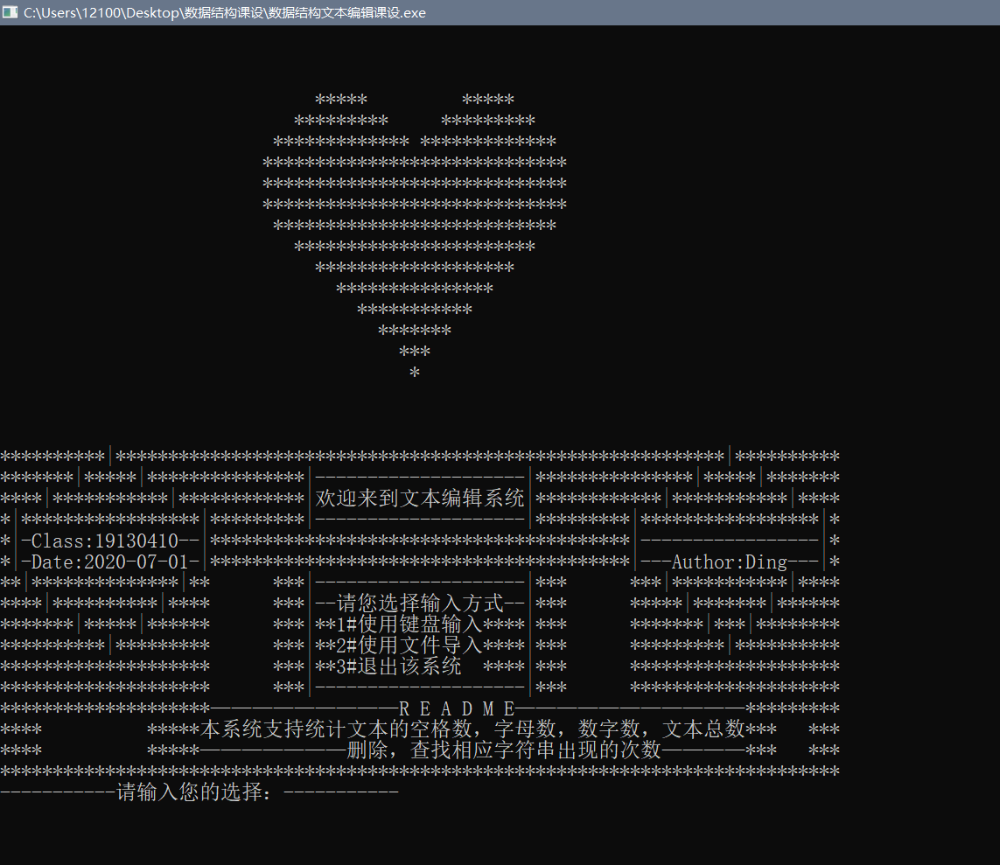 C:\Users\12100\Desktop\数据结构课设\数据结构文本编辑课设.exe
欢迎来到文本编辑系统
-Class:19130410--
-Date:2020-07-01-
---Author:Ding---
--请您选择输入方式--
**1#使用键盘输入****
**2#使用文件导入****
**3#退出该系统 ****
R E A D M E
本系统支持统计文本的空格数，字母数，数字数，文本总数
删除，查找相应字符串出现的次数
-----------请输入您的选择：-----------